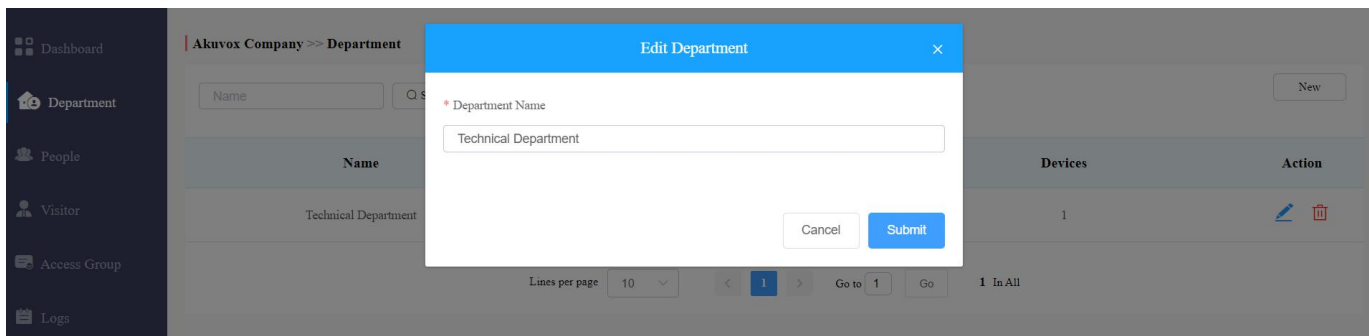 Dashboard
Akuvox Company >> Department
Edit Department
Department
Name
New
* Department Name
Technical Department
People
Name
Devices
Action
Visitor
Technical Department
1
Cancel
Submit
Access Group
Lines per page 10 < 1 > Go to 1 Go 1 In All
Logs